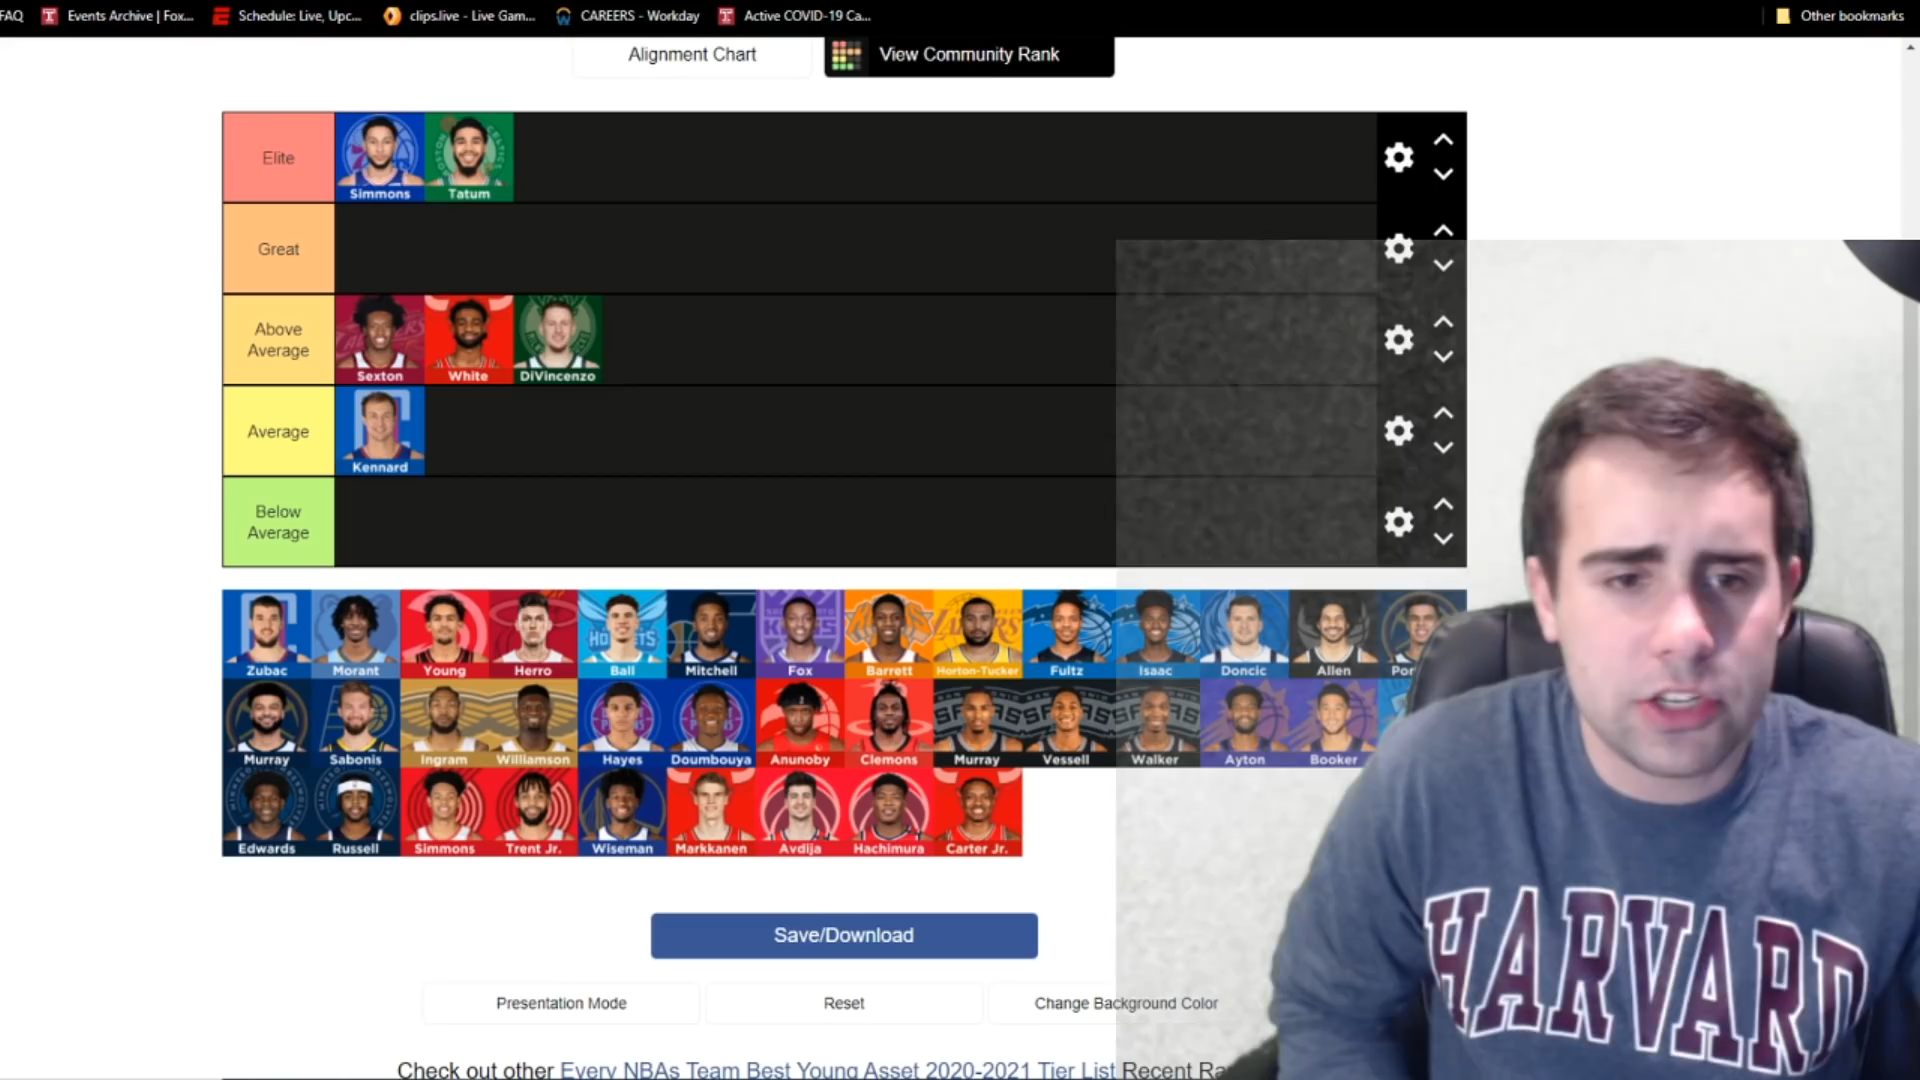 FAQ Events Archive | Fox... Schedule: Live, Upc... clips.live - Live Gam... CAREERS - Workday Active COVID-19 Ca... Other bookmarks
Alignment Chart View Community Rank
Elite
Simmons Tatum
Great
Above
Average
Sexton White DiVincenzo
Average
Kennard
Below
Average
Zubac Morant Young Herro Ball Mitchell Fox Barrett Horton-Tucker Fultz Isaac Doncic Allen Por
Murray Sabonis Ingram Williamson Hayes Doumbouya Anunoby Clemons Murray Vessell Walker Ayton Booker
Edwards Russell Simmons Trent Jr. Wiseman Markkanen Avdija Hachimura Carter Jr.
Save/Download
Presentation Mode Reset Change Background Color
Check out other Every NBAs Team Best Young Asset 2020-2021 Tier List Recent Ra
HARVARD